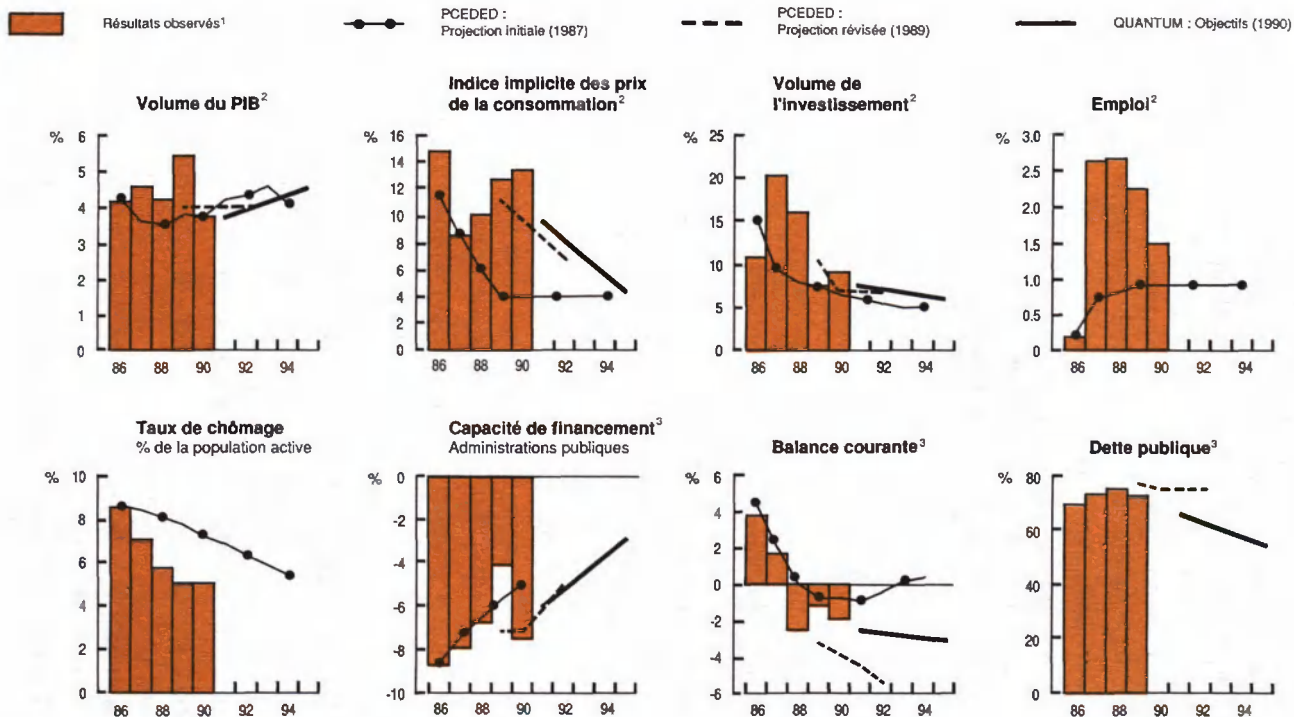 Résultats observés¹
PCEDED :
Projection initiale (1987)
PCEDED :
Projection révisée (1989)
QUANTUM : Objectifs (1990)
Volume du PIB²
%
6
5
4
3
2
1
0
86 88 90 92 94
Indice implicite des prix
de la consommation²
%
16
14
12
10
8
6
4
2
0
86 88 90 92 94
Volume de
l'investissement²
%
25
20
15
10
5
0
86 88 90 92 94
Emploi²
%
3.0
2.5
2.0
1.5
1.0
0.5
0
86 88 90 92 94
Taux de chômage
% de la population active
%
10
8
6
4
2
0
86 88 90 92 94
Capacité de financement³
Administrations publiques
%
0
-2
-4
-6
-8
-10
86 88 90 92 94
Balance courante³
%
6
4
2
0
-2
-4
-6
86 88 90 92 94
Dette publique³
%
80
60
40
20
0
86 88 90 92 94